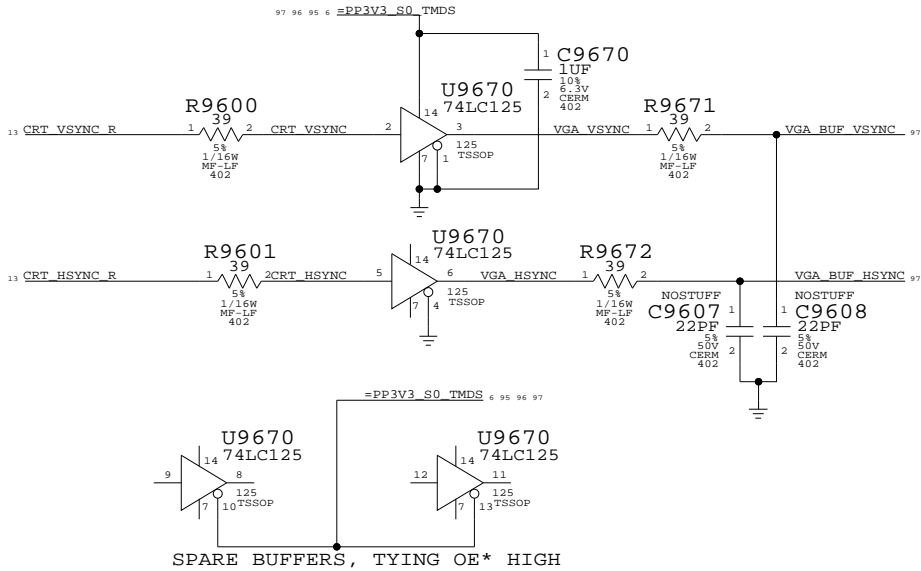 97 96 95 6 =PP3V3_S0_TMDS
C9670
1UF
10%
6.3V
CERM
402
1
2
U9670
74LC125
14
2
3
7
1
125
TSSOP
R9600
39
1
2
5%
1/16W
MF-LF
402
13 CRT_VSYNC_R
CRT_VSYNC
VGA_VSYNC
R9671
39
1
2
5%
1/16W
MF-LF
402
VGA_BUF_VSYNC 97
R9601
39
13 CRT_HSYNC_R
1
2
CRT_HSYNC
5%
1/16W
MF-LF
402
U9670
74LC125
14
5
6
7
4
125
TSSOP
VGA_HSYNC
R9672
39
1
2
5%
1/16W
MF-LF
402
VGA_BUF_HSYNC 97
NOSTUFF
C9607
22PF
5%
50V
CERM
402
1
2
NOSTUFF
C9608
22PF
5%
50V
CERM
402
1
2
=PP3V3_S0_TMDS 6 95 96 97
U9670
74LC125
14
9
8
7
10
125
TSSOP
U9670
74LC125
14
12
11
7
13
125
TSSOP
SPARE BUFFERS, TYING OE* HIGH